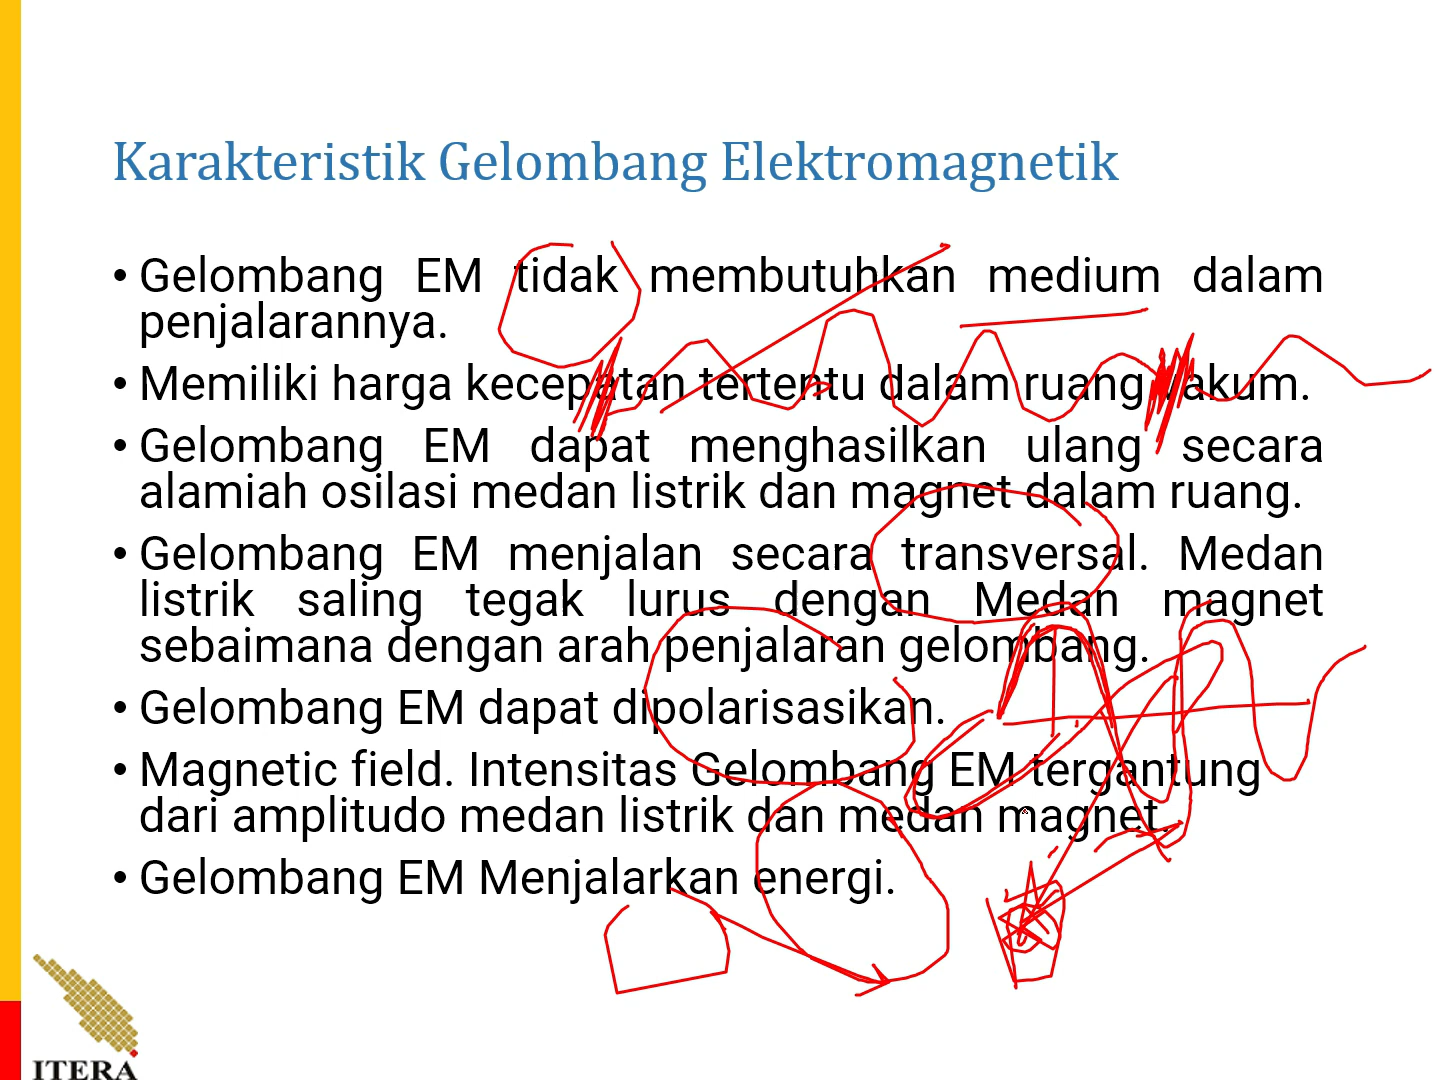 Karakteristik Gelombang Elektromagnetik
• Gelombang EM tidak membutuhkan medium dalam
penjalarannya.
• Memiliki harga kecepatan tertentu dalam ruang vakum.
• Gelombang EM dapat menghasilkan ulang secara
alamiah osilasi medan listrik dan magnet dalam ruang.
• Gelombang EM menjalan secara transversal. Medan
listrik saling tegak lurus dengan Medan magnet
sebaimana dengan arah penjalaran gelombang.
• Gelombang EM dapat dipolarisasikan.
• Magnetic field. Intensitas Gelombang EM tergantung
dari amplitudo medan listrik dan medan magnet.
• Gelombang EM Menjalarkan energi.
ITERA